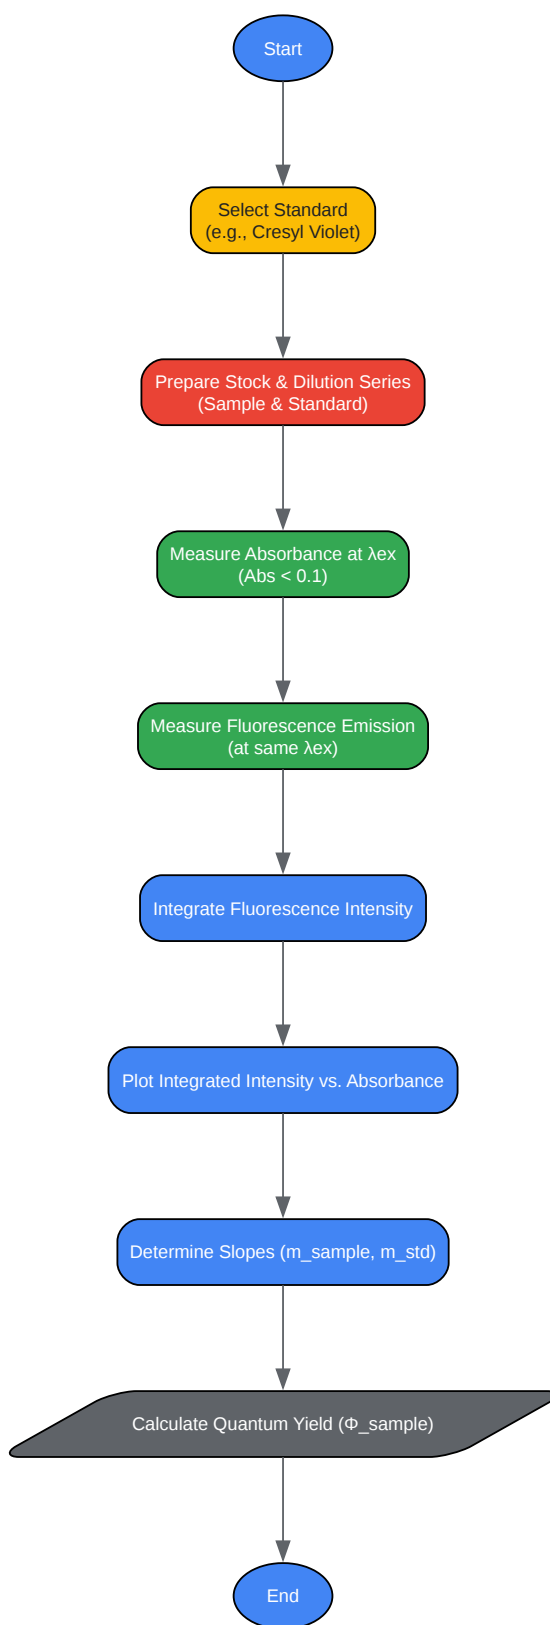 Start
Select Standard
(e.g., Cresyl Violet)
Prepare Stock & Dilution Series
(Sample & Standard)
Measure Absorbance at λex
(Abs < 0.1)
Measure Fluorescence Emission
(at same λex)
Integrate Fluorescence Intensity
Plot Integrated Intensity vs. Absorbance
Determine Slopes (m_sample, m_std)
Calculate Quantum Yield (Φ_sample)
End